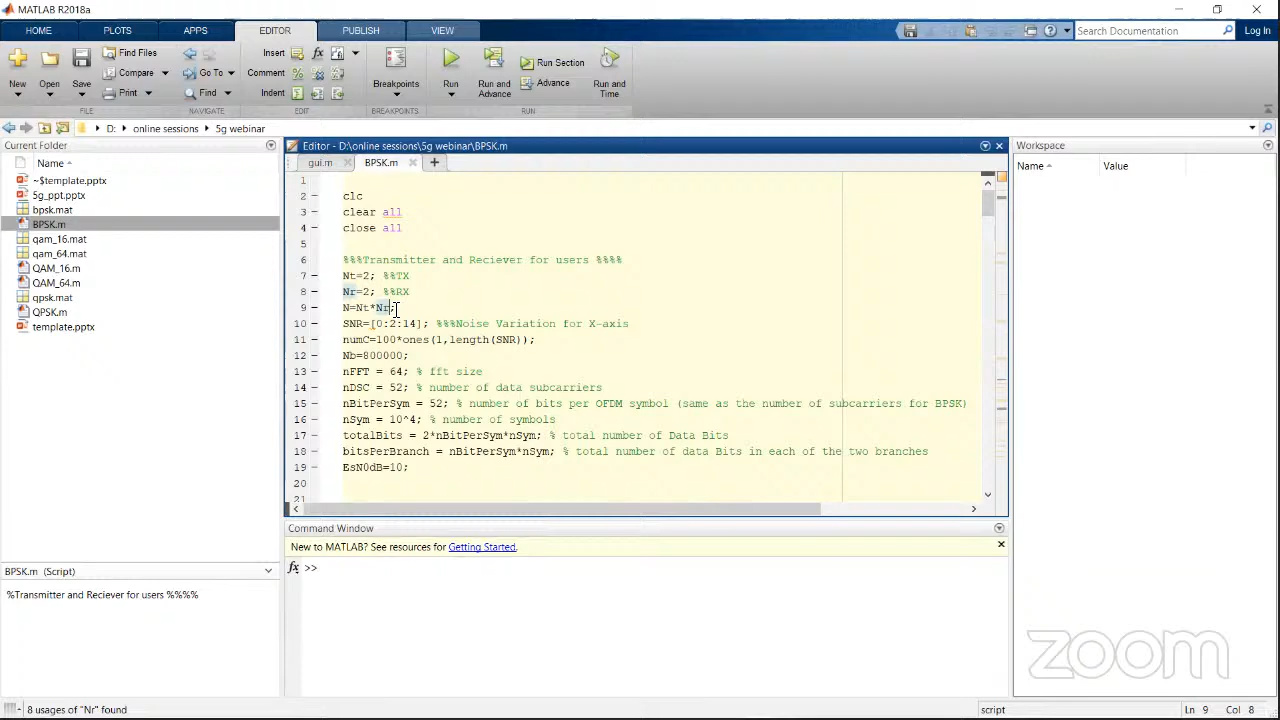 MATLAB R2018a
HOME PLOTS APPS EDITOR PUBLISH VIEW Search Documentation Log In
New Open Save Find Files Compare Print Go To Find Insert Comment Indent Breakpoints Run Run and Advance Run Section Advance Run and Time
FILE NAVIGATE EDIT BREAKPOINTS RUN
D: online sessions 5g webinar
Current Folder
Name
~$template.pptx
5g_ppt.pptx
bpsk.mat
BPSK.m
qam_16.mat
qam_64.mat
QAM_16.m
QAM_64.m
qpsk.mat
QPSK.m
template.pptx
BPSK.m (Script)
%Transmitter and Reciever for users %%%%
Editor - D:\online sessions\5g webinar\BPSK.m
gui.m BPSK.m
1
2 clc
3 clear all
4 close all
5
6 %%%Transmitter and Reciever for users %%%%
7 Nt=2; %%TX
8 Nr=2; %%RX
9 N=Nt*Nr;
10 SNR=[0:2:14]; %%%Noise Variation for X-axis
11 numC=100*ones(1,length(SNR));
12 Nb=800000;
13 nFFT = 64; % fft size
14 nDSC = 52; % number of data subcarriers
15 nBitPerSym = 52; % number of bits per OFDM symbol (same as the number of subcarriers for BPSK)
16 nSym = 10^4; % number of symbols
17 totalBits = 2*nBitPerSym*nSym; % total number of Data Bits
18 bitsPerBranch = nBitPerSym*nSym; % total number of data Bits in each of the two branches
19 EsN0dB=10;
20
21
Command Window
New to MATLAB? See resources for Getting Started.
fx >>
Workspace
Name Value
zoom
8 usages of "Nr" found script Ln 9 Col 8